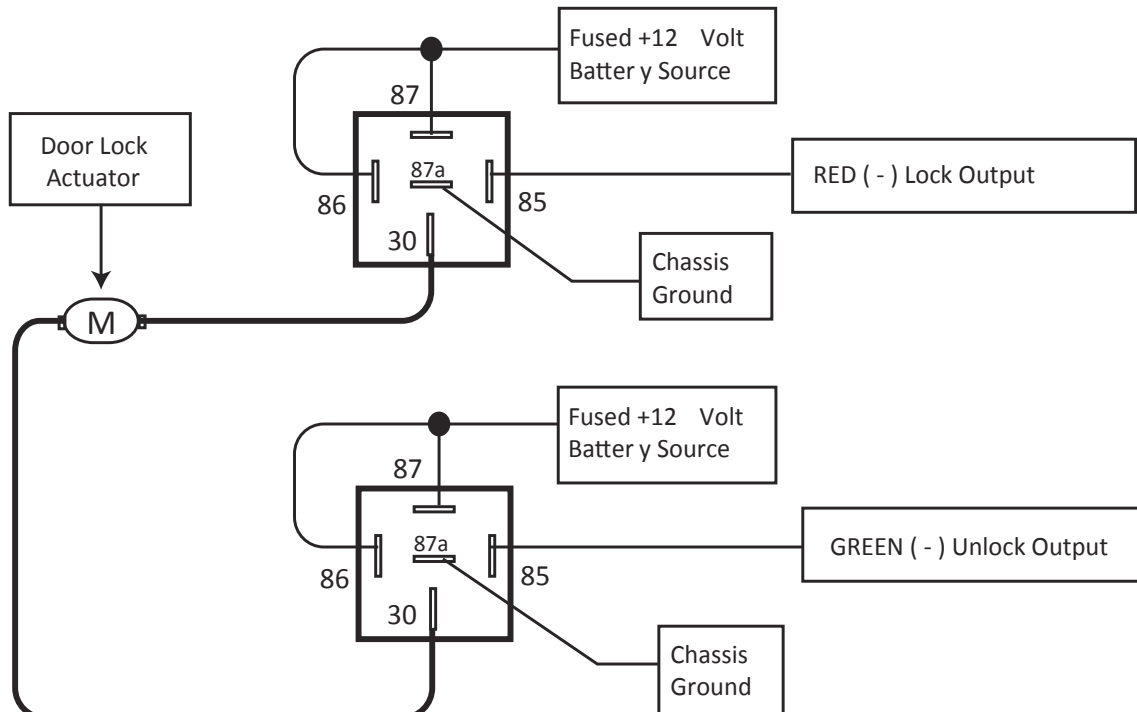 Fused +12 Volt
Batter y Source
87
Door Lock
Actuator
87a
RED ( - ) Lock Output
86
85
30
Chassis
Ground
M
Fused +12 Volt
Batter y Source
87
87a
GREEN ( - ) Unlock Output
86
85
30
Chassis
Ground